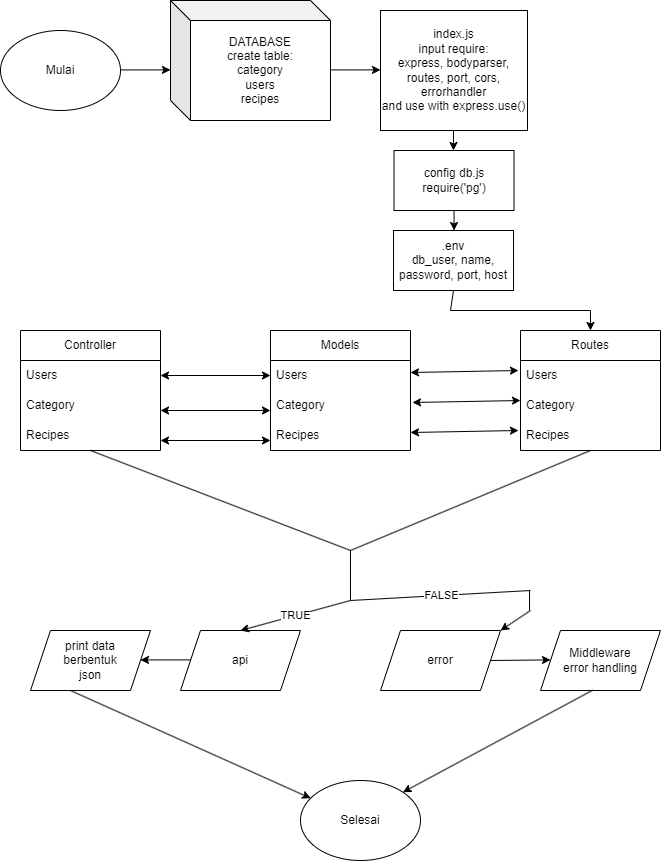 Mulai
DATABASE
create table:
category
users
recipes
index.js
input require:
express, bodyparser,
routes, port, cors,
errorhandler
and use with express.use()
config db.js
require('pg')
.env
db_user, name,
password, port, host
Controller
Users
Category
Recipes
Models
Users
Category
Recipes
Routes
Users
Category
Recipes
TRUE
FALSE
print data
berbentuk
json
api
error
Middleware
error handling
Selesai